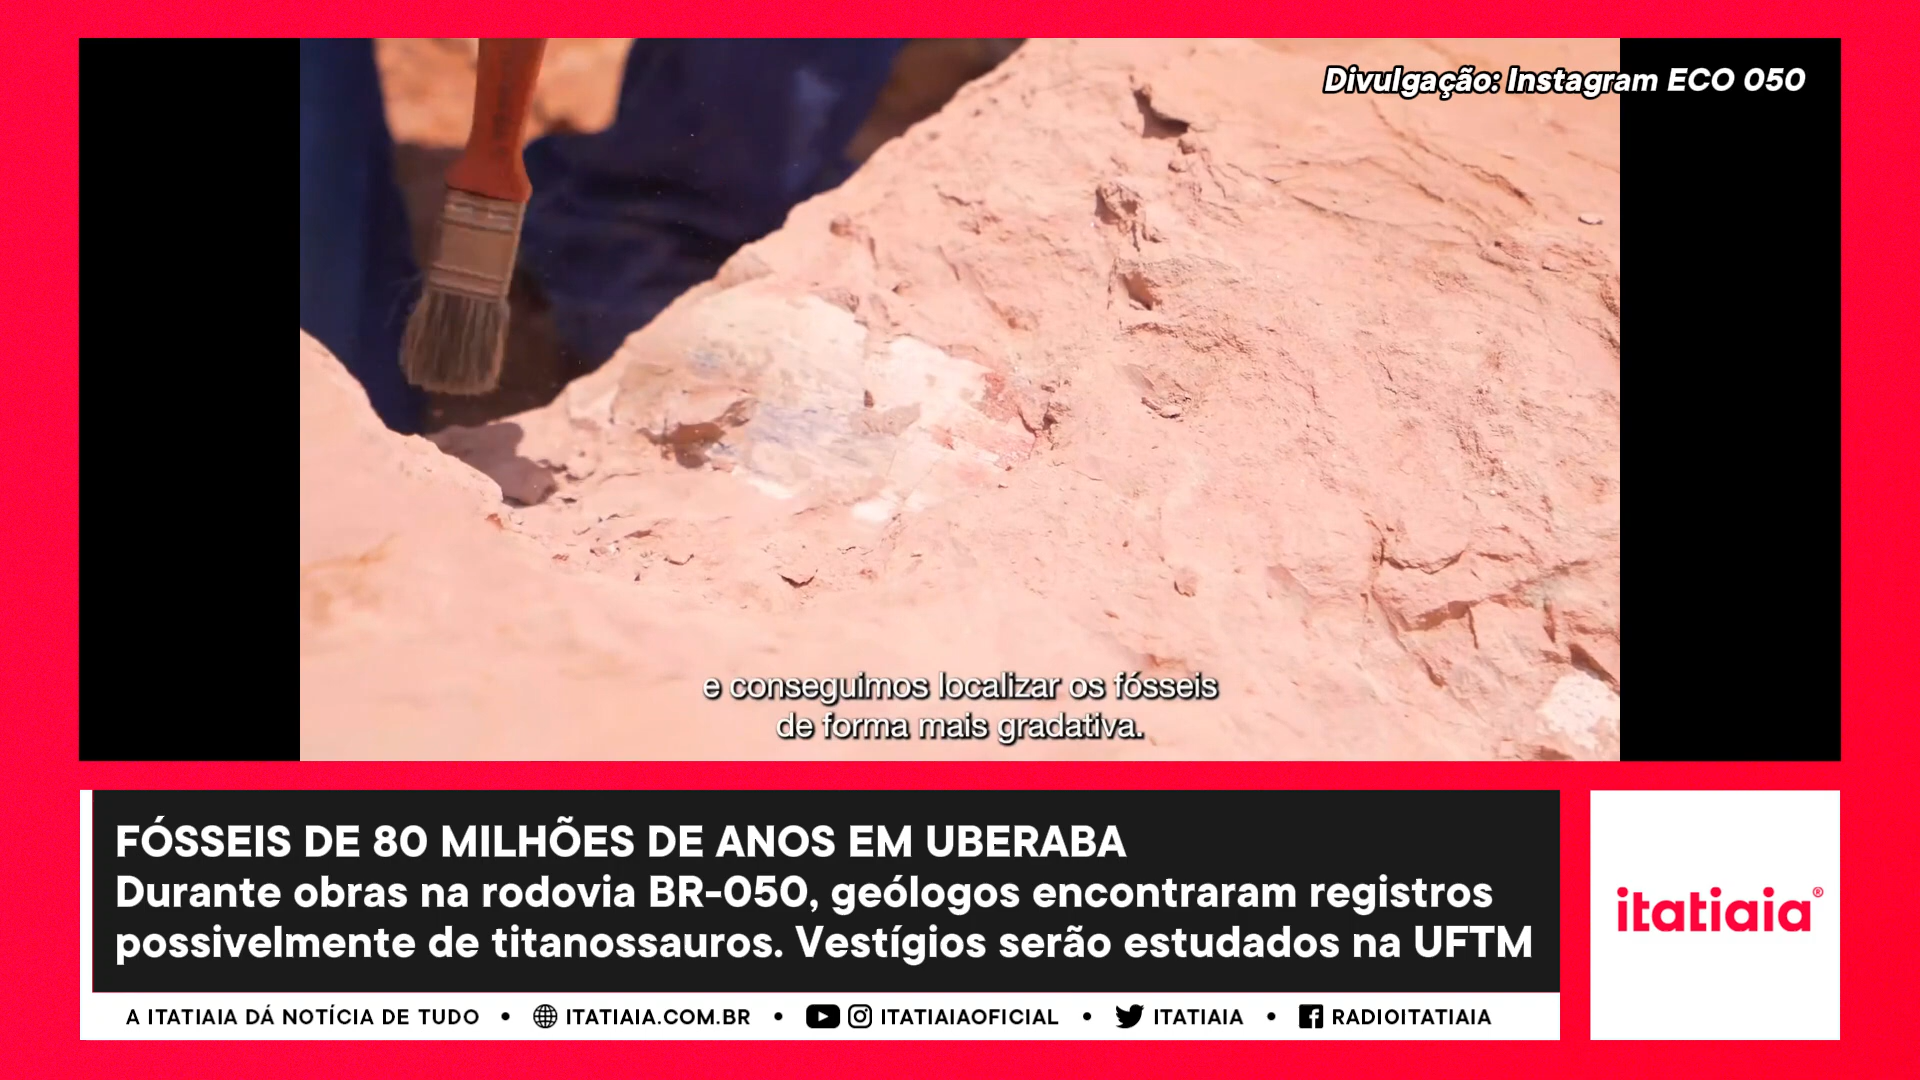 Divulgação: Instagram ECO 050
e conseguimos localizar os fósseis
de forma mais gradativa.
FÓSSEIS DE 80 MILHÕES DE ANOS EM UBERABA
Durante obras na rodovia BR-050, geólogos encontraram registros
possivelmente de titanossauros. Vestígios serão estudados na UFTM
itatiaia®
A ITATIAIA DÁ NOTÍCIA DE TUDO • ITATIAIA.COM.BR • ITATIAIAOFICIAL • ITATIAIA • RADIOITATIAIA